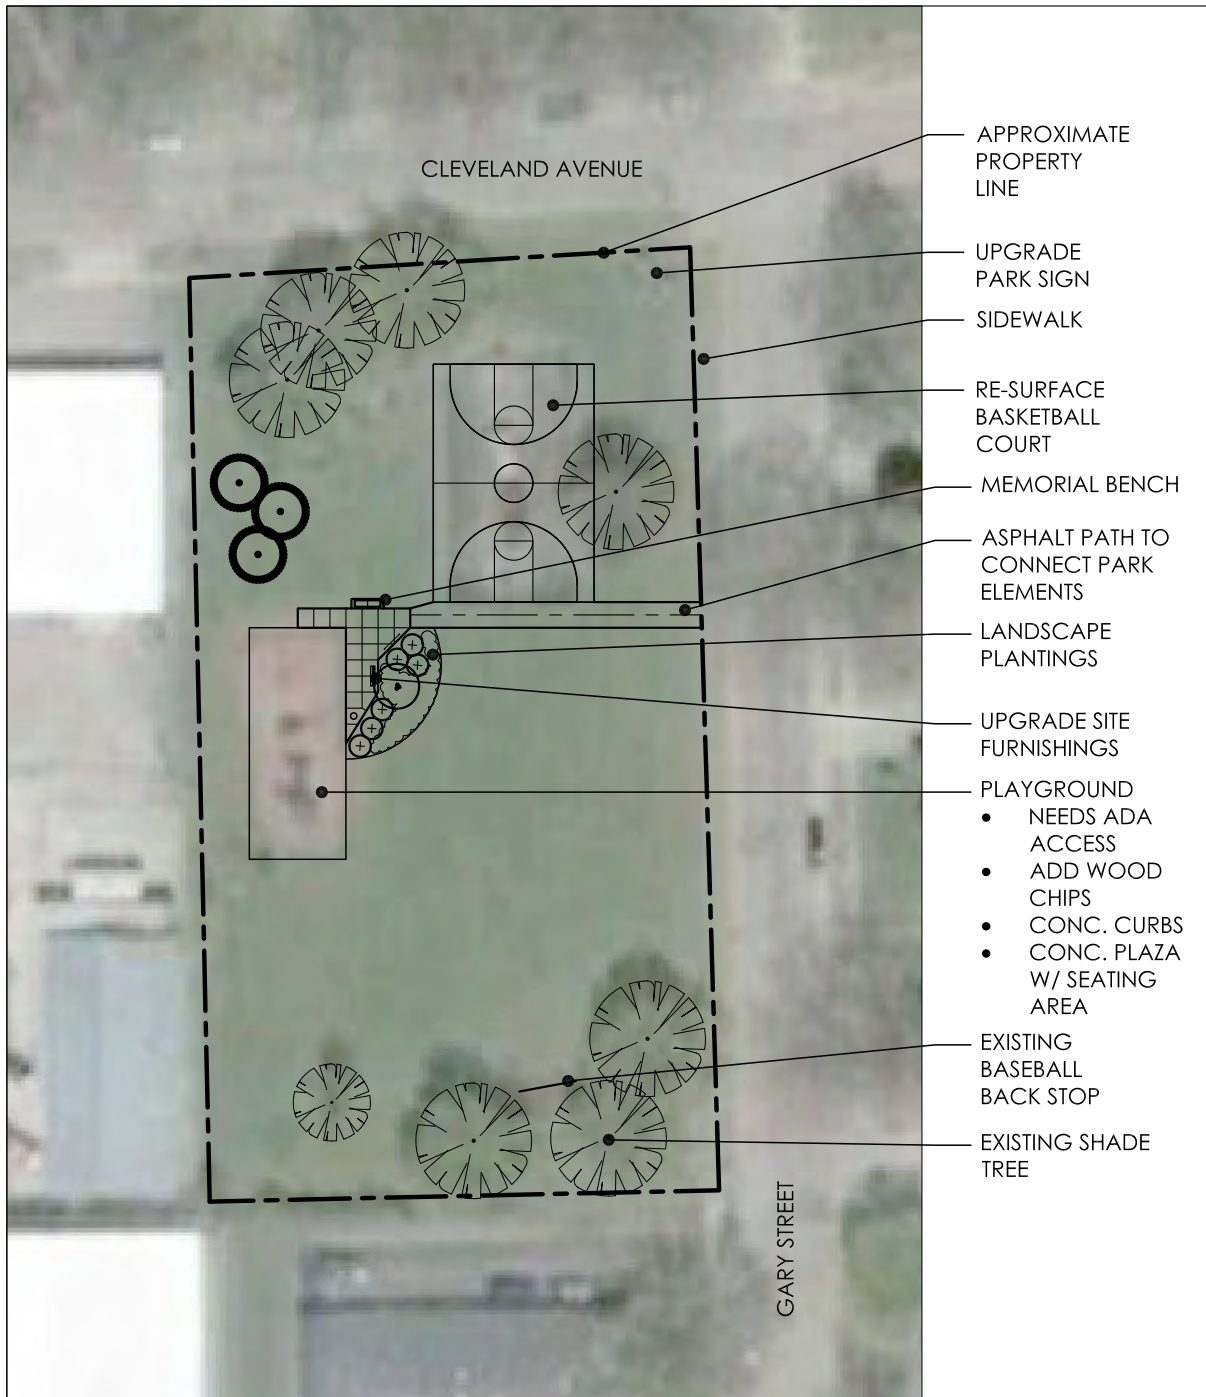 CLEVELAND AVENUE
APPROXIMATE
PROPERTY
LINE
UPGRADE
PARK SIGN
SIDEWALK
RE-SURFACE
BASKETBALL
COURT
MEMORIAL BENCH
ASPHALT PATH TO
CONNECT PARK
ELEMENTS
LANDSCAPE
PLANTINGS
UPGRADE SITE
FURNISHINGS
PLAYGROUND
• NEEDS ADA
ACCESS
• ADD WOOD
CHIPS
• CONC. CURBS
• CONC. PLAZA
W/ SEATING
AREA
EXISTING
BASEBALL
BACK STOP
EXISTING SHADE
TREE
GARY STREET